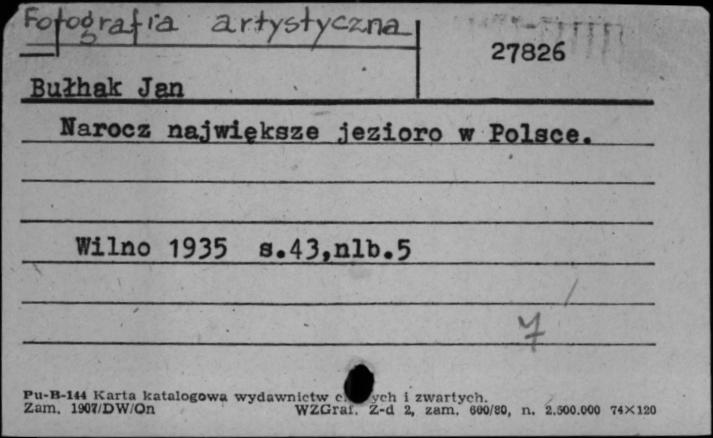 Fotografia artystyczna
27826
Bułhak Jan
Narocz największe jezioro w Polsce.
Wilno 1935 s.43,nlb.5
7
Pu-B-144 Karta katalogowa wydawnictw i zwartych.
Zam. 1907/DW/On WZGraf. Z-d 2, zam. 600/80, n. 2.500.000 74×120